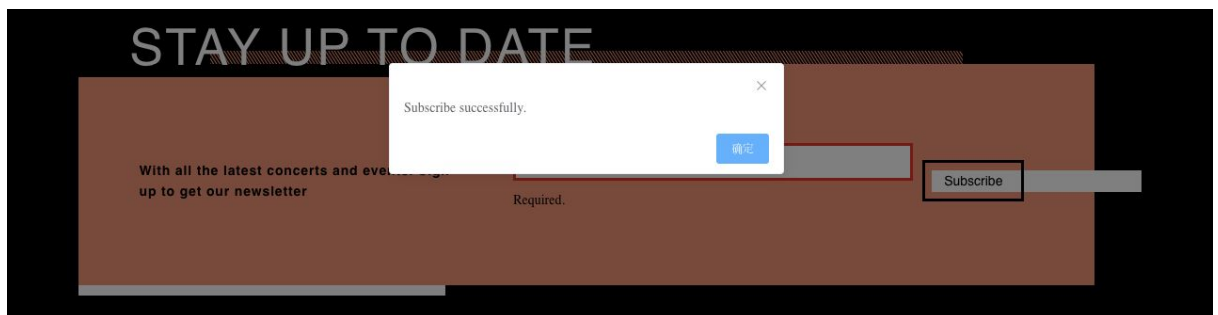 STAY UP TO DATE
Subscribe successfully.
确定
With all the latest concerts and
up to get our newsletter
Subscribe
Required.